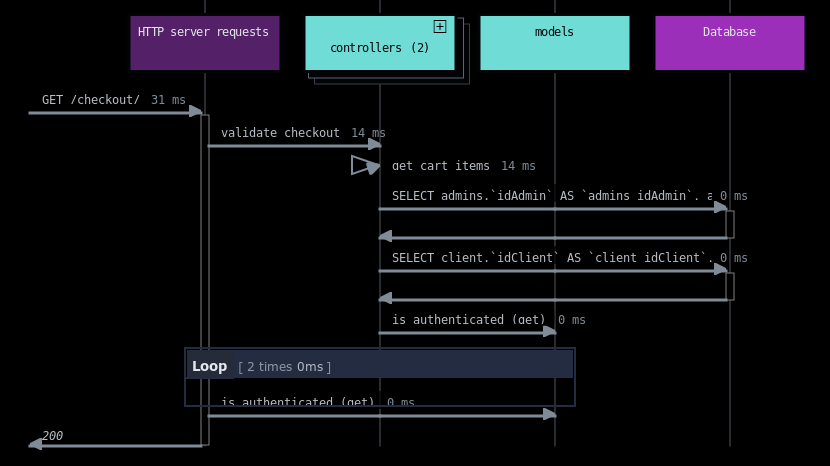 HTTP server requests
controllers (2)
models
Database
GET /checkout/ 31 ms
validate checkout 14 ms
get cart items 14 ms
SELECT admins.`idAdmin` AS `admins idAdmin`. a 0 ms
SELECT client.`idClient` AS `client idClient`. 0 ms
is authenticated (get) 0 ms
Loop [ 2 times 0ms ]
is authenticated (get) 0 ms
200